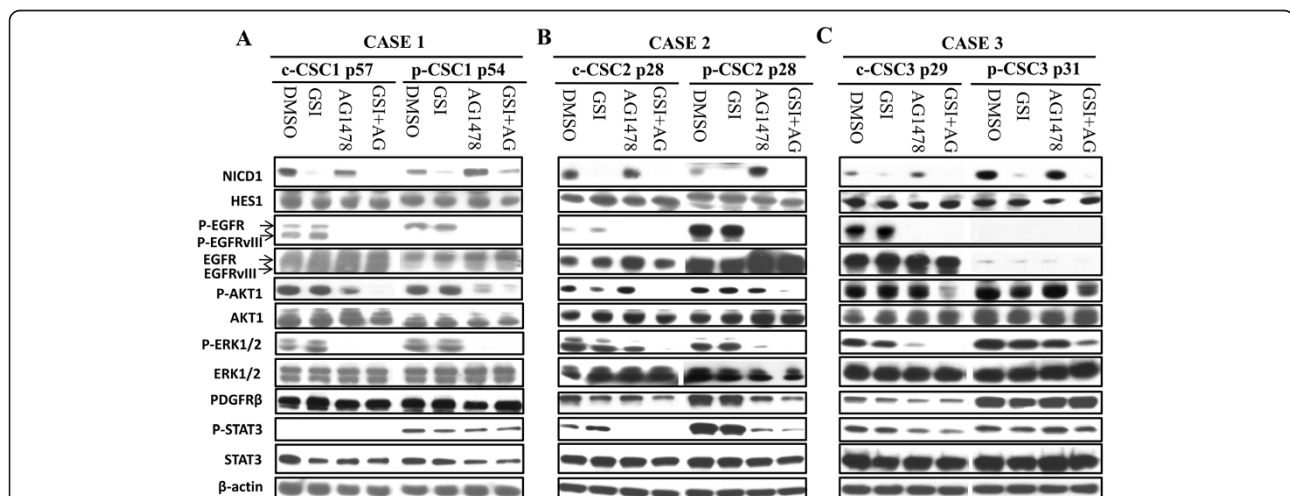 A CASE 1 B CASE 2 C CASE 3
c-CSC1 p57 p-CSC1 p54 c-CSC2 p28 p-CSC2 p28 c-CSC3 p29 p-CSC3 p31
DMSO GSI AG1478 GSI+AG DMSO GSI AG1478 GSI+AG DMSO GSI AG1478 GSI+AG DMSO GSI AG1478 GSI+AG DMSO GSI AG1478 GSI+AG DMSO GSI AG1478 GSI+AG
NICD1
HES1
P-EGFR
P-EGFRvIII
EGFR
EGFRvIII
P-AKT1
AKT1
P-ERK1/2
ERK1/2
PDGFRβ
P-STAT3
STAT3
β-actin